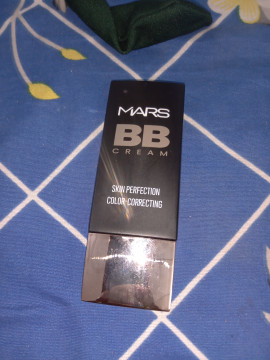 MARS
BB
CREAM
SKIN PERFECTION
COLOR CORRECTING